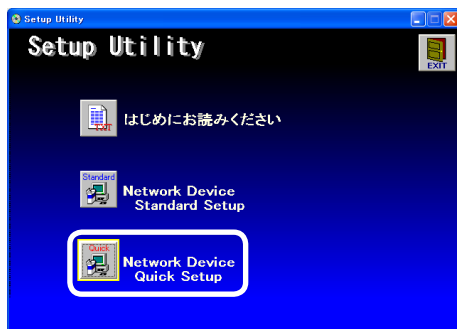 Setup Utility
Setup Utility
EXIT
TXT
はじめにお読みください
Standard
Network Device
Standard Setup
Quick
Network Device
Quick Setup